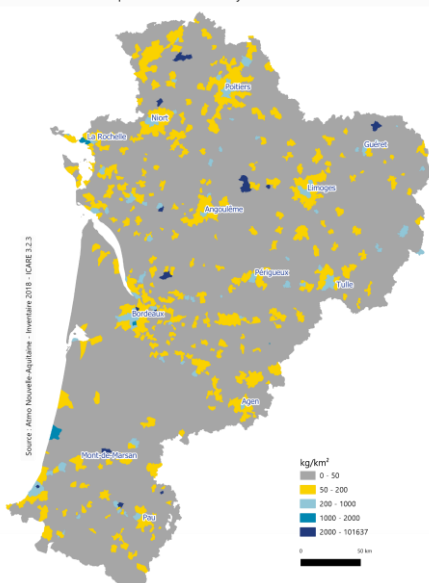 Poitiers
Niort
La Rochelle
Guéret
Limoges
Angoulême
Périgueux
Tulle
Bordeaux
Agen
Mont-de-Marsan
Pau
Source : Atmo Nouvelle-Aquitaine - Inventaire 2018 - ICARE 3.2.3
kg/km²
0 - 50
50 - 200
200 - 1000
1000 - 2000
2000 - 101637
0 50 km